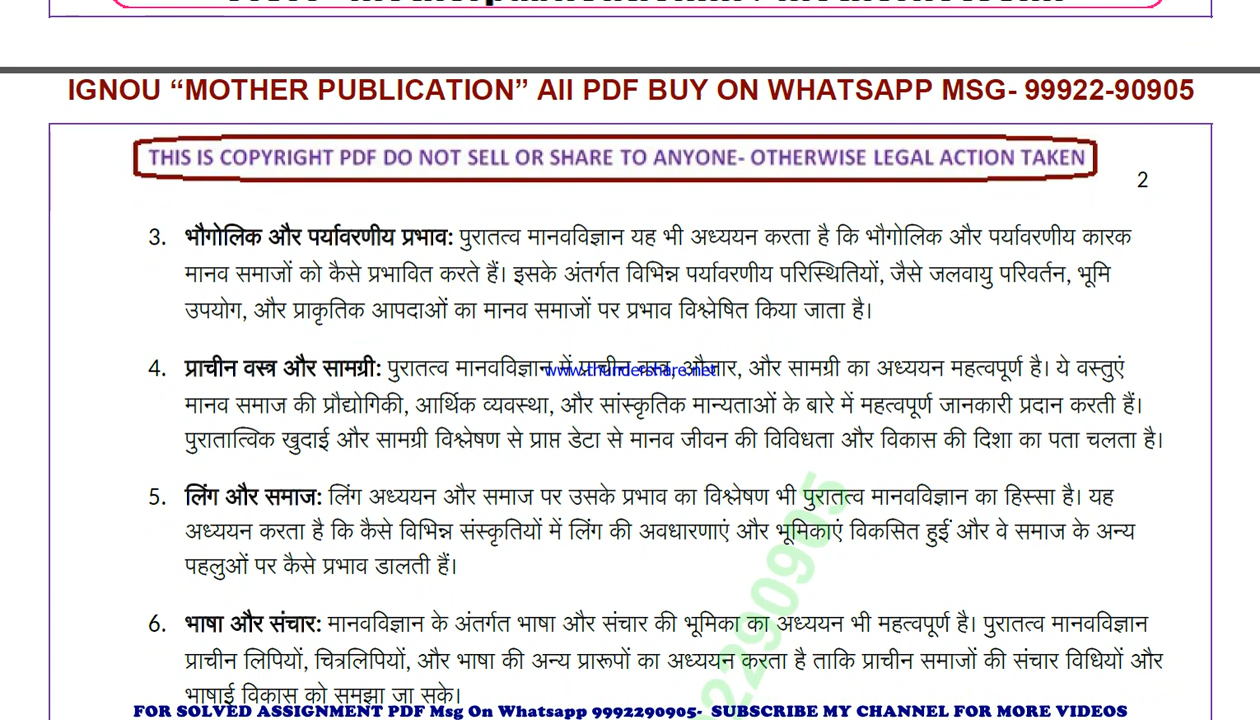 IGNOU “MOTHER PUBLICATION” All PDF BUY ON WHATSAPP MSG- 99922-90905
THIS IS COPYRIGHT PDF DO NOT SELL OR SHARE TO ANYONE- OTHERWISE LEGAL ACTION TAKEN
2
3. भौगोलिक और पर्यावरणीय प्रभाव: पुरातत्व मानवविज्ञान यह भी अध्ययन करता है कि भौगोलिक और पर्यावरणीय कारक
मानव समाजों को कैसे प्रभावित करते हैं। इसके अंतर्गत विभिन्न पर्यावरणीय परिस्थितियों, जैसे जलवायु परिवर्तन, भूमि
उपयोग, और प्राकृतिक आपदाओं का मानव समाजों पर प्रभाव विश्लेषित किया जाता है।
4. प्राचीन वस्त्र और सामग्री: पुरातत्व मानवविज्ञान में प्राचीन वस्त्र, औजार, और सामग्री का अध्ययन महत्वपूर्ण है। ये वस्तुएं
www.thundershare.net
मानव समाज की प्रौद्योगिकी, आर्थिक व्यवस्था, और सांस्कृतिक मान्यताओं के बारे में महत्वपूर्ण जानकारी प्रदान करती हैं।
पुरातात्विक खुदाई और सामग्री विश्लेषण से प्राप्त डेटा से मानव जीवन की विविधता और विकास की दिशा का पता चलता है।
5. लिंग और समाज: लिंग अध्ययन और समाज पर उसके प्रभाव का विश्लेषण भी पुरातत्व मानवविज्ञान का हिस्सा है। यह
अध्ययन करता है कि कैसे विभिन्न संस्कृतियों में लिंग की अवधारणाएं और भूमिकाएं विकसित हुईं और वे समाज के अन्य
पहलुओं पर कैसे प्रभाव डालती हैं।
6. भाषा और संचार: मानवविज्ञान के अंतर्गत भाषा और संचार की भूमिका का अध्ययन भी महत्वपूर्ण है। पुरातत्व मानवविज्ञान
प्राचीन लिपियों, चित्रलिपियों, और भाषा की अन्य प्रारूपों का अध्ययन करता है ताकि प्राचीन समाजों की संचार विधियों और
भाषाई विकास को समझा जा सके।
FOR SOLVED ASSIGNMENT PDF Msg On Whatsapp 9992290905- SUBSCRIBE MY CHANNEL FOR MORE VIDEOS